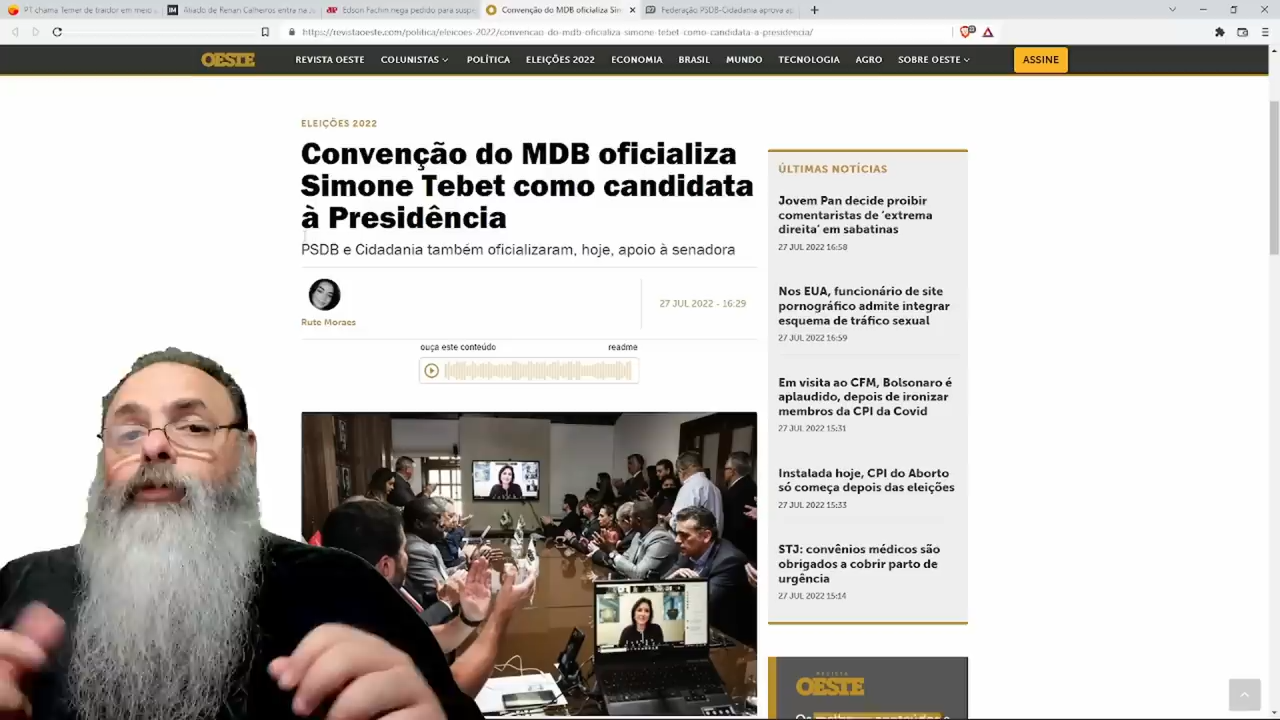 PT chama Temer de traidor em meio a
Aliado de Renan Calheiros entra na Ju
Edson Fachin nega pedido para suspe
Convenção do MDB oficializa Sim
Federação PSDB-Cidadania aprova as
https://revistaoeste.com/politica/eleicoes-2022/convencao-do-mdb-oficializa-simone-tebet-como-candidata-a-presidencia/
OESTE
REVISTA OESTE
COLUNISTAS
POLÍTICA
ELEIÇÕES 2022
ECONOMIA
BRASIL
MUNDO
TECNOLOGIA
AGRO
SOBRE OESTE
ASSINE
ELEIÇÕES 2022
Convenção do MDB oficializa
Simone Tebet como candidata
à Presidência
PSDB e Cidadania também oficializaram, hoje, apoio à senadora
Rute Moraes
27 JUL 2022 - 16:29
ouça este conteúdo
readme
ÚLTIMAS NOTÍCIAS
Jovem Pan decide proibir
comentaristas de ‘extrema
direita’ em sabatinas
27 JUL 2022 16:58
Nos EUA, funcionário de site
pornográfico admite integrar
esquema de tráfico sexual
27 JUL 2022 16:59
Em visita ao CFM, Bolsonaro é
aplaudido, depois de ironizar
membros da CPI da Covid
27 JUL 2022 15:31
Instalada hoje, CPI do Aborto
só começa depois das eleições
27 JUL 2022 15:33
STJ: convênios médicos são
obrigados a cobrir parto de
urgência
27 JUL 2022 15:14
REVISTA
OESTE